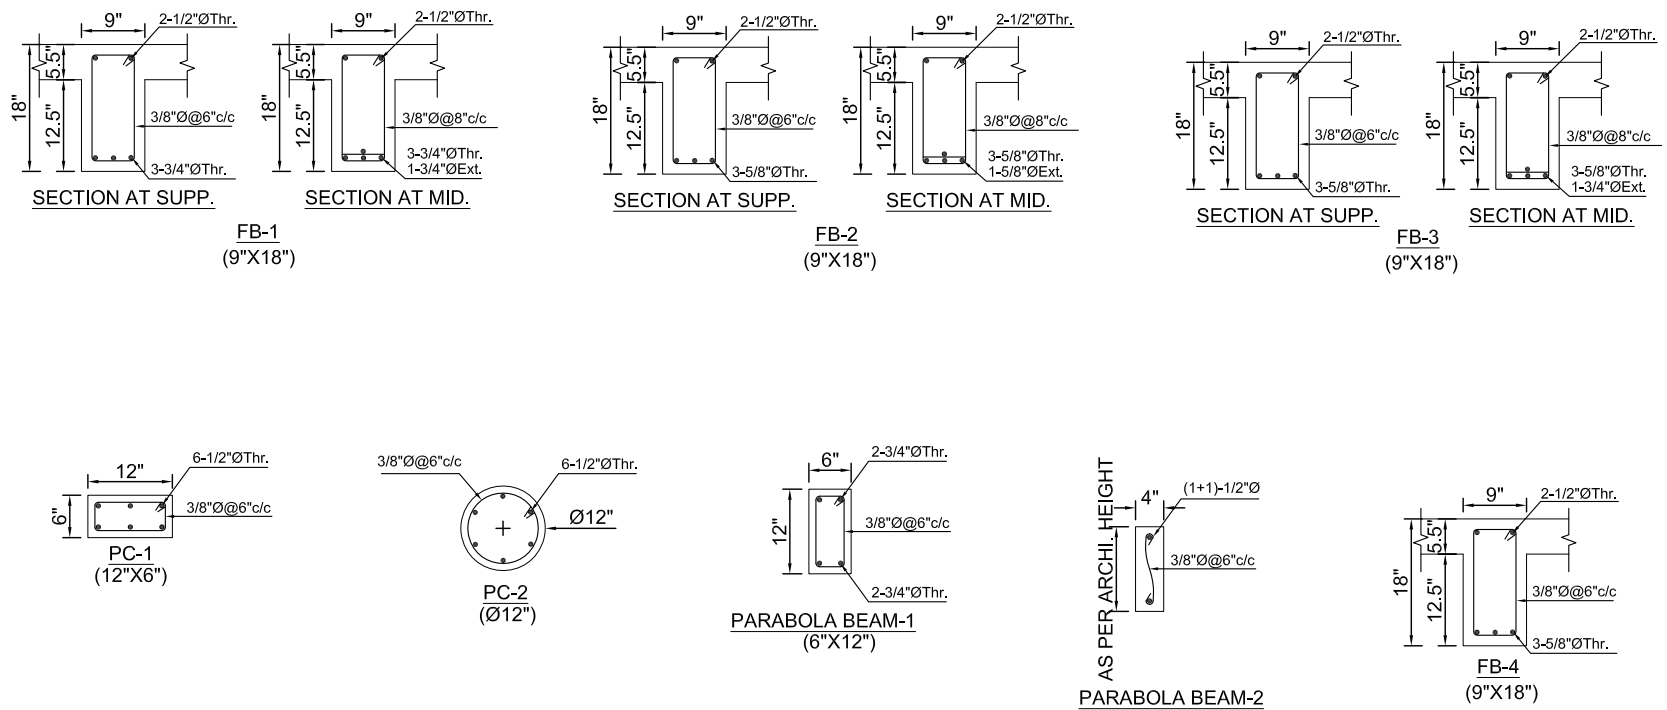 9"
2-1/2"ØThr.
5.5"
18"
12.5"
3/8"Ø@6"c/c
3-3/4"ØThr.
SECTION AT SUPP.
9"
2-1/2"ØThr.
5.5"
18"
12.5"
3/8"Ø@8"c/c
3-3/4"ØThr.
1-3/4"ØExt.
SECTION AT MID.
FB-1
(9"X18")
9"
2-1/2"ØThr.
5.5"
18"
12.5"
3/8"Ø@6"c/c
3-5/8"ØThr.
SECTION AT SUPP.
9"
2-1/2"ØThr.
5.5"
18"
12.5"
3/8"Ø@8"c/c
3-5/8"ØThr.
1-5/8"ØExt.
SECTION AT MID.
FB-2
(9"X18")
9"
2-1/2"ØThr.
5.5"
18"
12.5"
3/8"Ø@6"c/c
3-5/8"ØThr.
SECTION AT SUPP.
9"
2-1/2"ØThr.
5.5"
18"
12.5"
3/8"Ø@8"c/c
3-5/8"ØThr.
1-3/4"ØExt.
SECTION AT MID.
FB-3
(9"X18")
12"
6-1/2"ØThr.
6"
3/8"Ø@6"c/c
PC-1
(12"X6")
3/8"Ø@6"c/c
6-1/2"ØThr.
Ø12"
PC-2
(Ø12")
6"
2-3/4"ØThr.
12"
3/8"Ø@6"c/c
2-3/4"ØThr.
PARABOLA BEAM-1
(6"X12")
AS PER ARCHI. HEIGHT
4"
(1+1)-1/2"Ø
3/8"Ø@6"c/c
PARABOLA BEAM-2
9"
2-1/2"ØThr.
5.5"
18"
12.5"
3/8"Ø@6"c/c
3-5/8"ØThr.
FB-4
(9"X18")